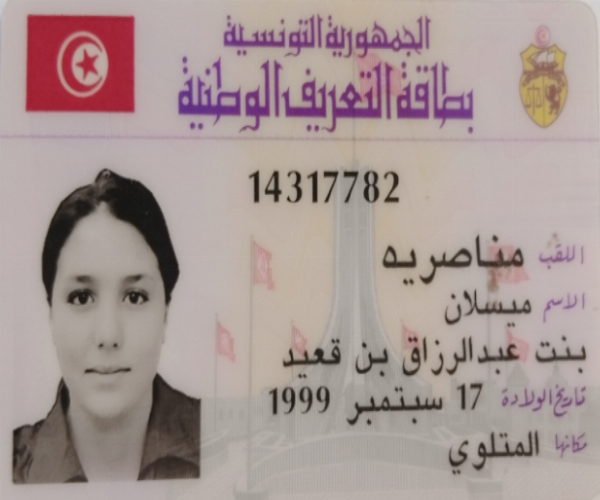 الجمهورية التونسية
بطاقة التعريف الوطنية
14317782
اللقب مناصريه
الاسم ميسلان
بنت عبدالرزاق بن قعيد
تاريخ الولادة 17 سبتمبر 1999
مكانها المتلوي